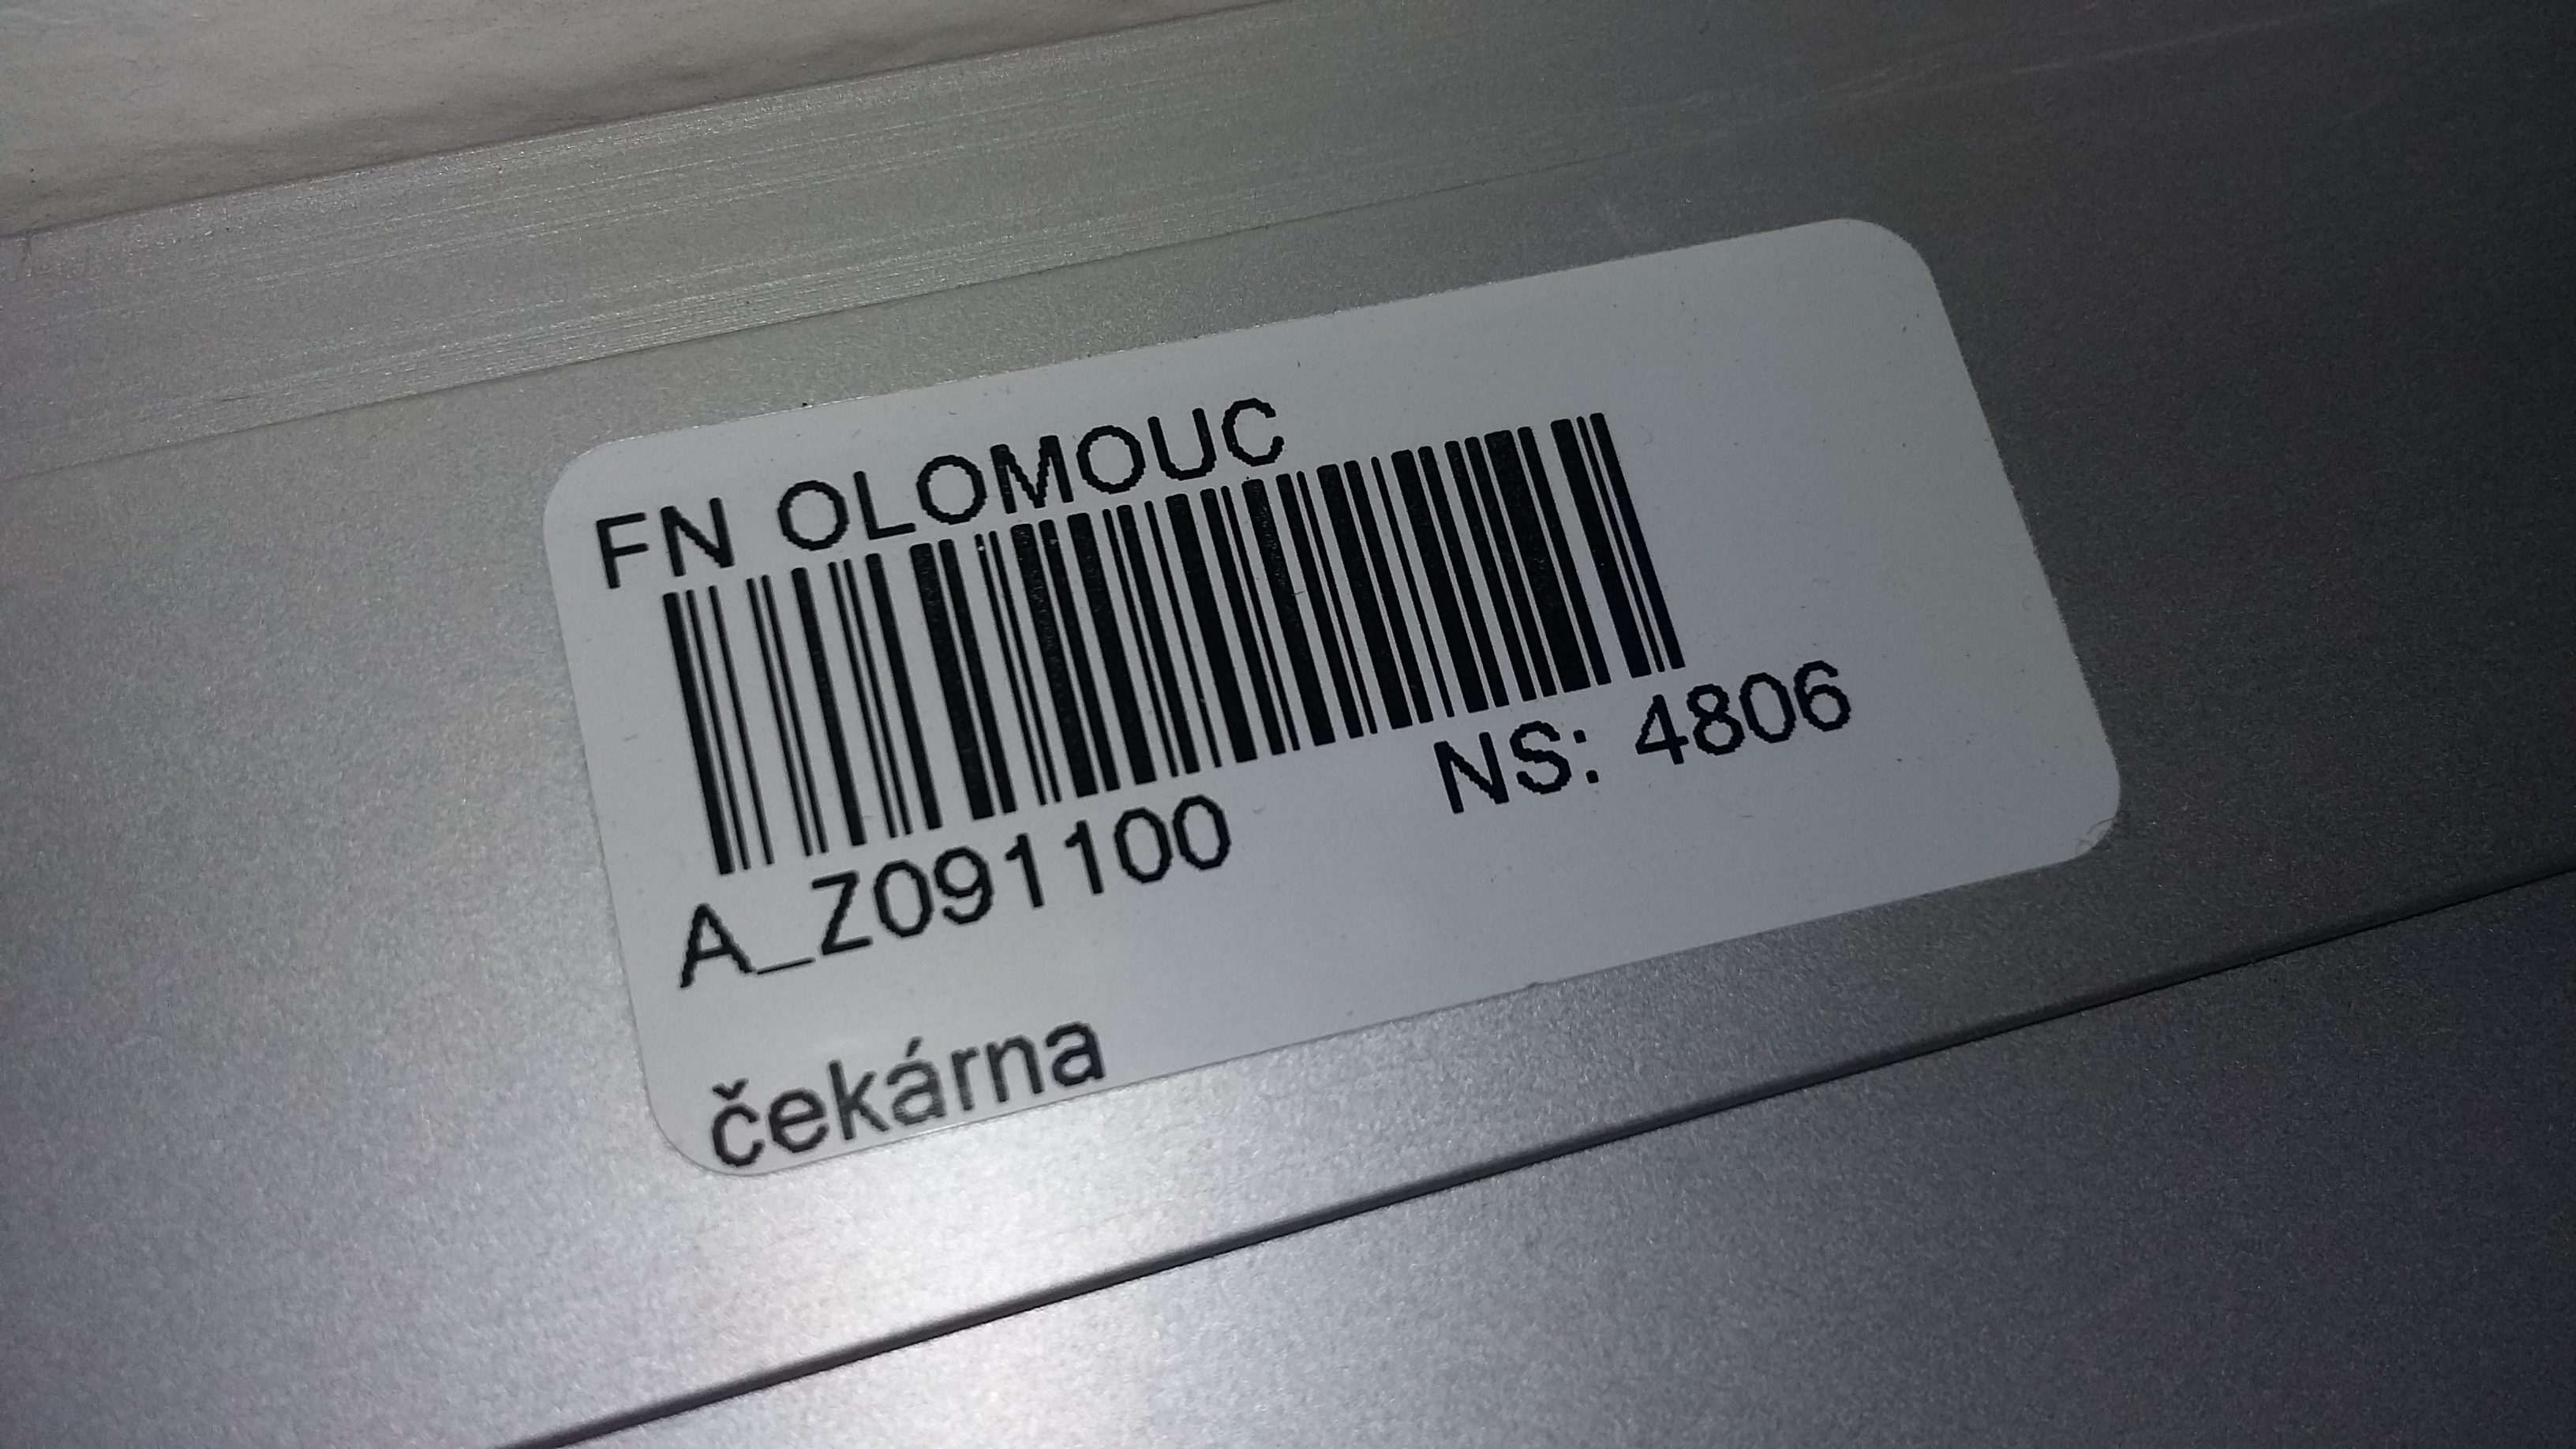 FN OLOMOUC
A_Z091100 NS: 4806
čekárna